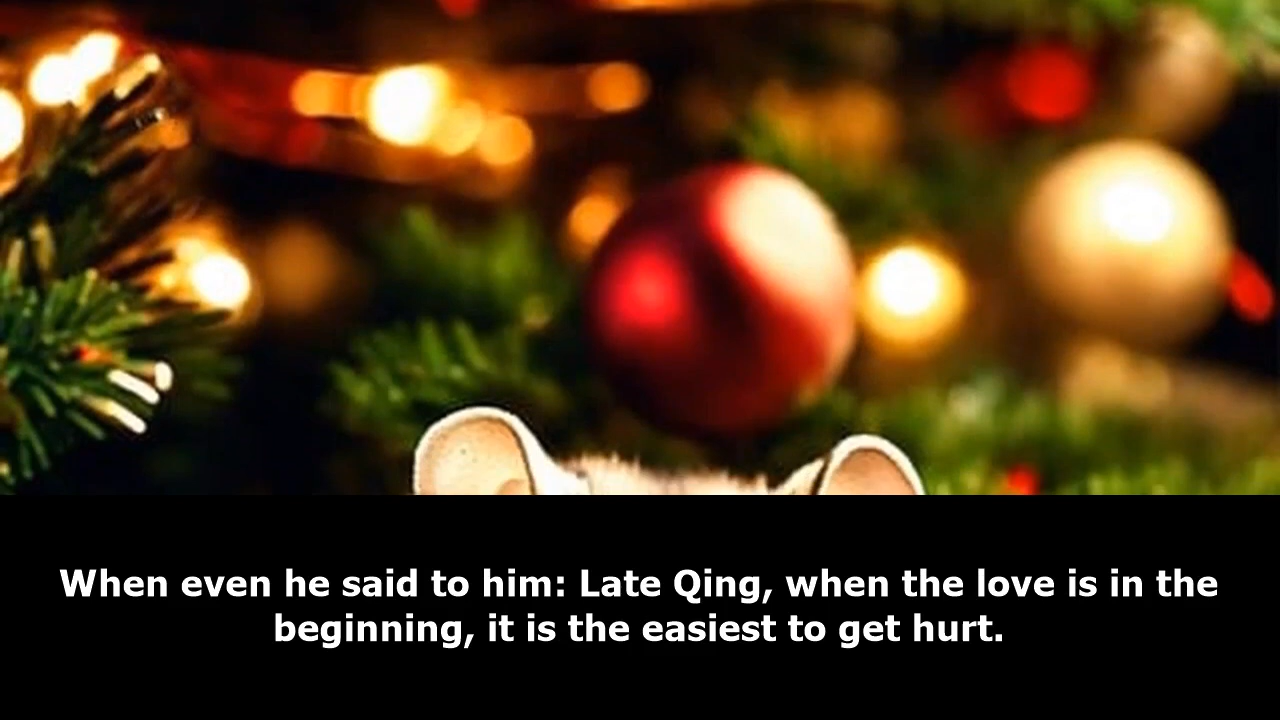 When even he said to him: Late Qing, when the love is in the
beginning, it is the easiest to get hurt.